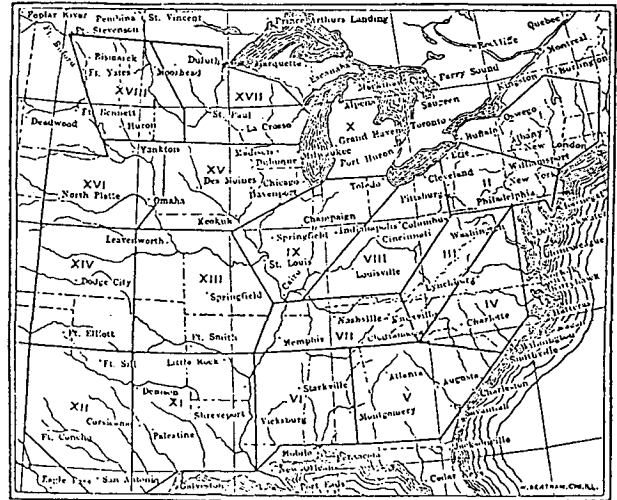 Poplar River Pembina St. Vincent Prince Arthurs Landing Quebec
Ft. Stevenson Montreal
Bismarck Duluth Marquette Rockliffe
Ft. Yates Moorhead Escanaba Mackinaw Parry Sound Kingston Burlington
XVIII XVII Alpena Saugeen
Ft. Bennett St. Paul X Oswego
Deadwood Huron La Crosse Grand Haven Toronto Buffalo Albany New London
Yankton Madison Milwaukee Port Huron Erie I
XV Dubuque Williamsport
Des Moines Chicago Cleveland New York
XVI Davenport Toledo II
North Platte Omaha Pittsburg Philadelphia
Keokuk Champaign
Leavenworth Springfield Indianapolis Columbus Washington
IX Cincinnati
XIV XIII St. Louis VIII III
Dodge City Cairo Louisville Lynchburg
Springfield IV
Nashville Knoxville
Ft. Elliott Ft. Smith Memphis VII Chattanooga Charlotte
Ft. Sill Little Rock Wilmington
Smithville
Denison Starkville Atlanta Augusta Charleston
XII XI VI V Savannah
Corsicana Shreveport Vicksburg Montgomery
Ft. Concho Palestine Jacksonville
Mobile Pensacola
Eagle Pass San Antonio Galveston New Orleans Port Eads Cedar